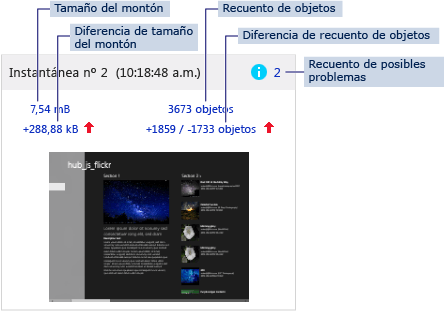 Tamaño del montón
Recuento de objetos
Diferencia de tamaño
del montón
Diferencia de recuento de objetos
Instantánea nº 2 (10:18:48 a.m.)
2
Recuento de posibles
problemas
7,54 mB
3673 objetos
+288,88 kB
+1859 / -1733 objetos
hub_js_flickr
Section 1
Section 2